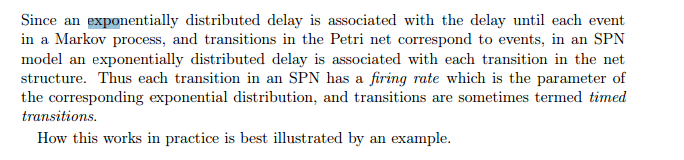 Since an exponentially distributed delay is associated with the delay until each event
in a Markov process, and transitions in the Petri net correspond to events, in an SPN
model an exponentially distributed delay is associated with each transition in the net
structure. Thus each transition in an SPN has a firing rate which is the parameter of
the corresponding exponential distribution, and transitions are sometimes termed timed
transitions.
How this works in practice is best illustrated by an example.